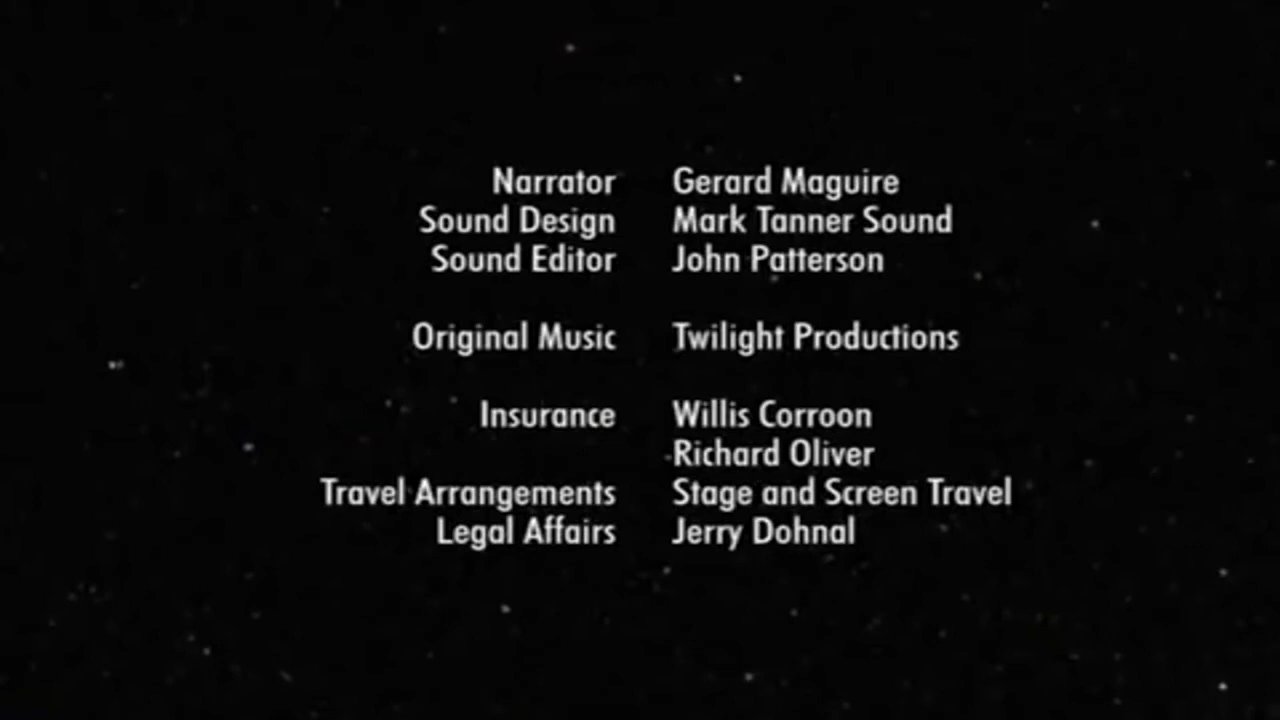 Narrator Gerard Maguire
Sound Design Mark Tanner Sound
Sound Editor John Patterson
Original Music Twilight Productions
Insurance Willis Corroon
Richard Oliver
Travel Arrangements Stage and Screen Travel
Legal Affairs Jerry Dohnal